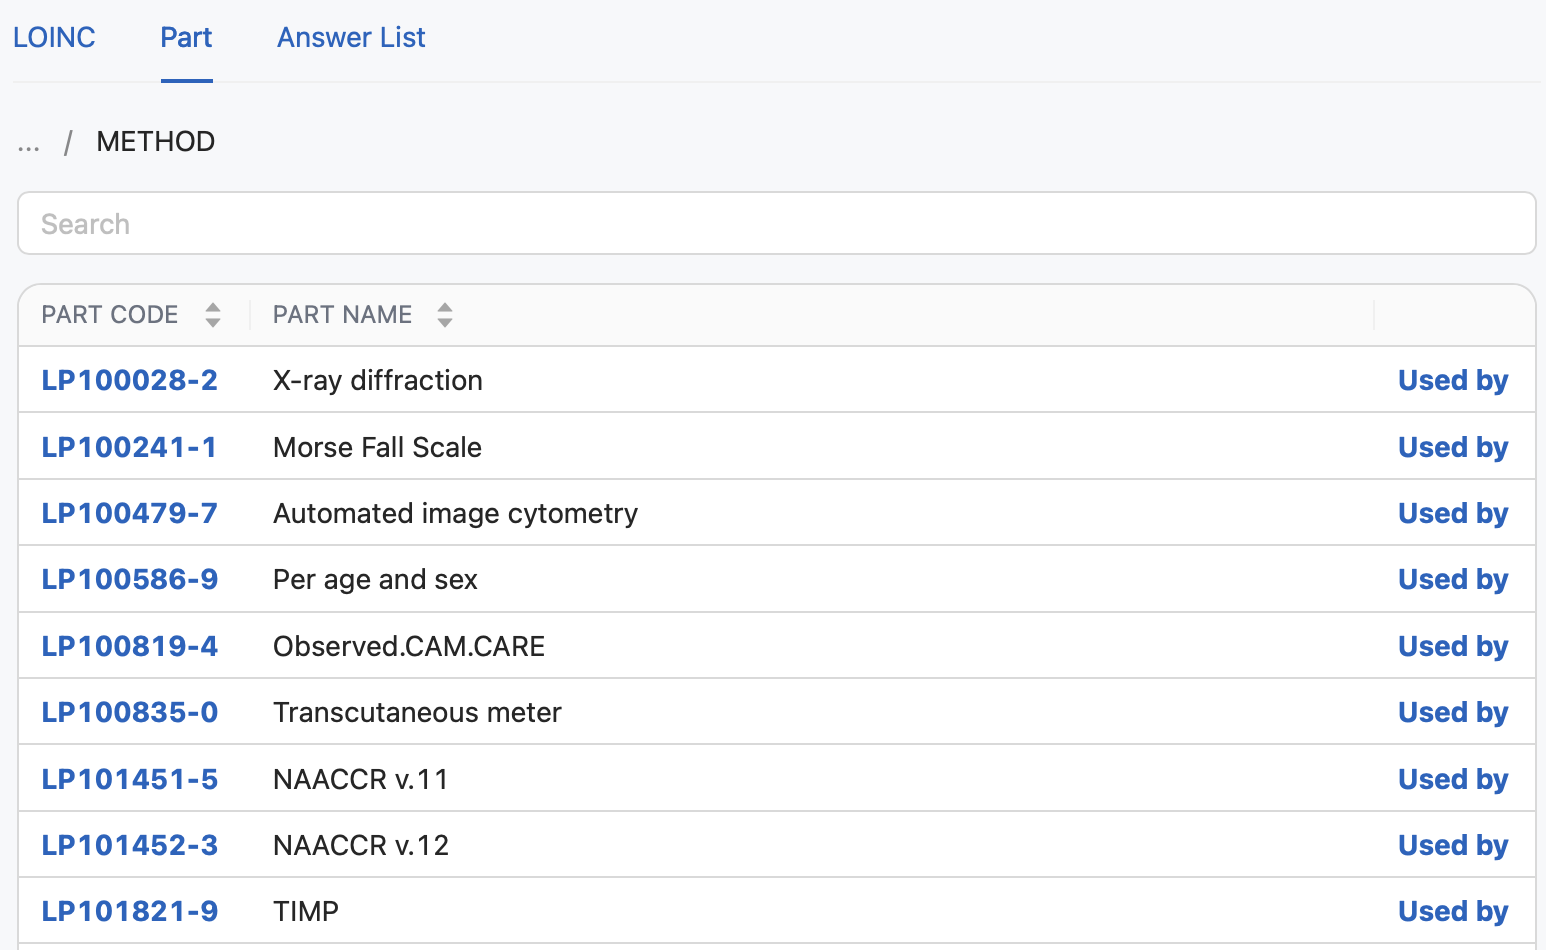 LOINC Part Answer List
... / METHOD
Search
PART CODE PART NAME
LP100028-2 X-ray diffraction Used by
LP100241-1 Morse Fall Scale Used by
LP100479-7 Automated image cytometry Used by
LP100586-9 Per age and sex Used by
LP100819-4 Observed.CAM.CARE Used by
LP100835-0 Transcutaneous meter Used by
LP101451-5 NAACCR v.11 Used by
LP101452-3 NAACCR v.12 Used by
LP101821-9 TIMP Used by